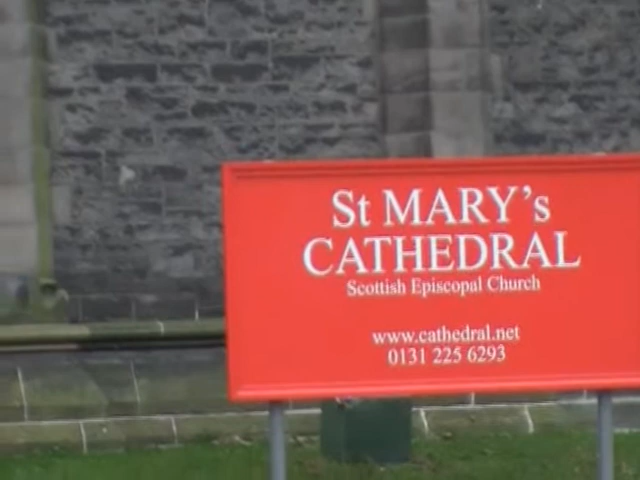 St MARY's
CATHEDRAL
Scottish Episcopal Church
www.cathedral.net
0131 225 6293